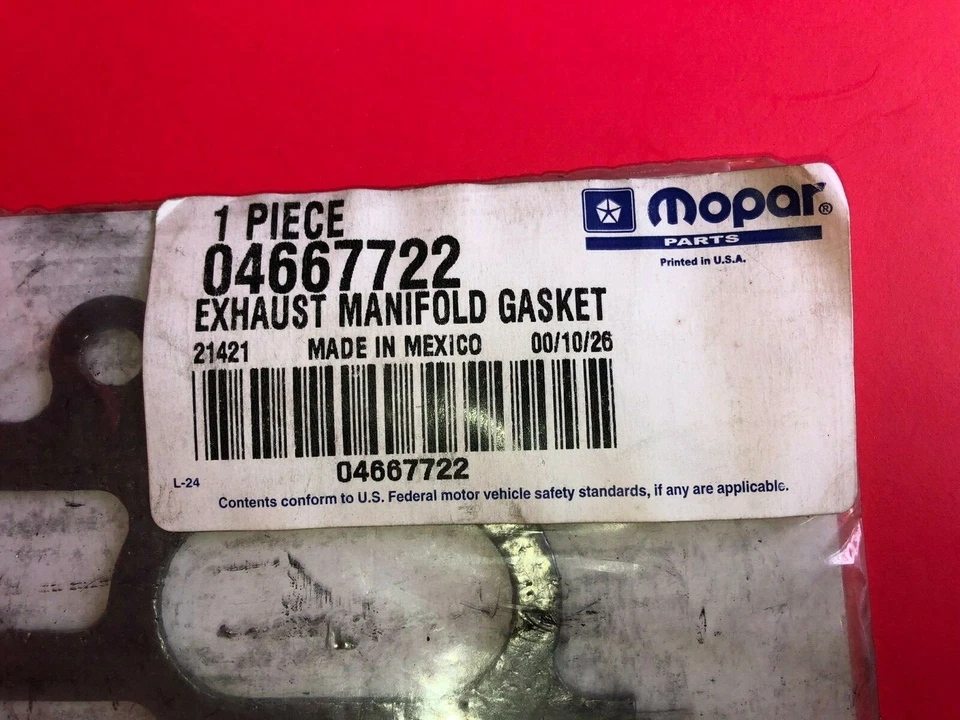 1 PIECE
04667722
EXHAUST MANIFOLD GASKET
21421 MADE IN MEXICO 00/10/26
04667722
L-24
Contents conform to U.S. Federal motor vehicle safety standards, if any are applicable.
Mopar®
PARTS
Printed in U.S.A.